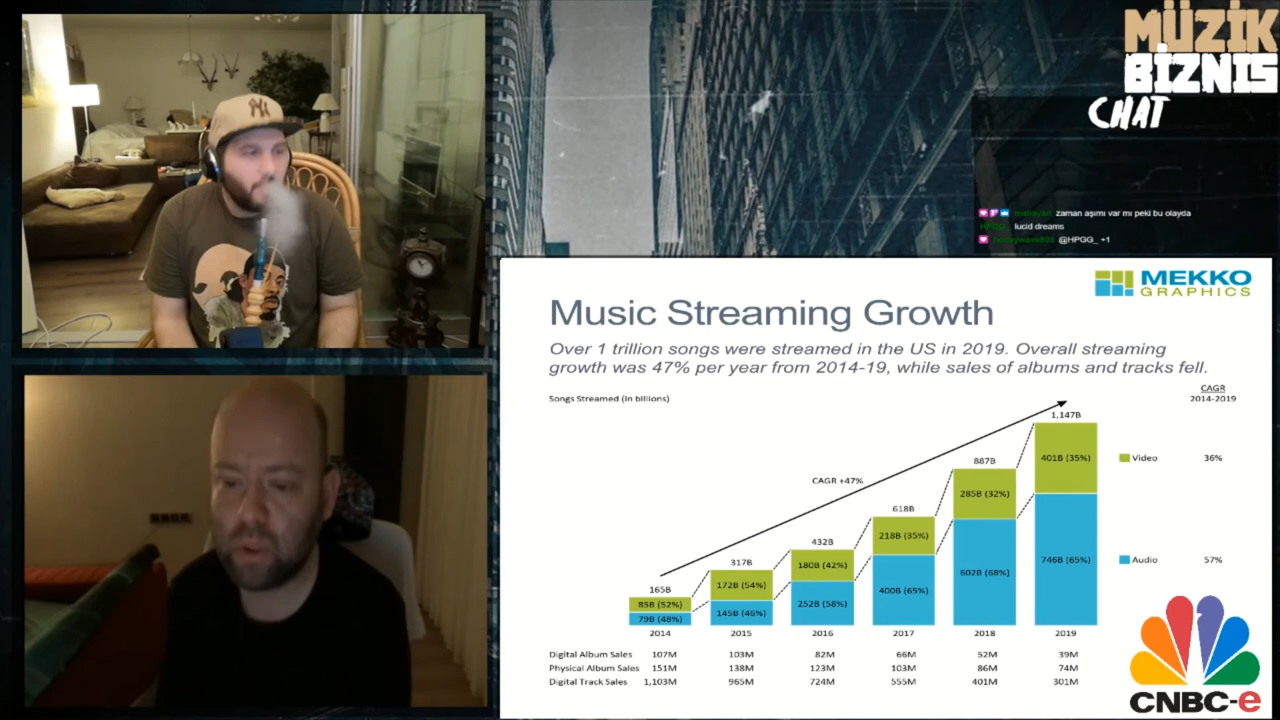 MÜZİK
BİZNIS
CHAT
zaman aşımı var mı peki bu olayda
HPGG_ lucid dreams
@HPGG_ +1
NY
MEKKO
GRAPHICS
Music Streaming Growth
Over 1 trillion songs were streamed in the US in 2019. Overall streaming
growth was 47% per year from 2014-19, while sales of albums and tracks fell.
Songs Streamed (in billions)
CAGR
2014-2019
1,147B
401B (35%)
Video 36%
887B
CAGR +47%
285B (32%)
618B
218B (35%)
432B
180B (42%)
746B (65%)
Audio 57%
317B
602B (68%)
172B (54%)
165B
400B (65%)
85B (52%)
252B (58%)
145B (46%)
79B (48%)
2014 2015 2016 2017 2018 2019
Digital Album Sales 107M 103M 82M 66M 52M 39M
Physical Album Sales 151M 138M 123M 103M 86M 74M
Digital Track Sales 1,103M 965M 724M 555M 401M 301M
CNBC-e